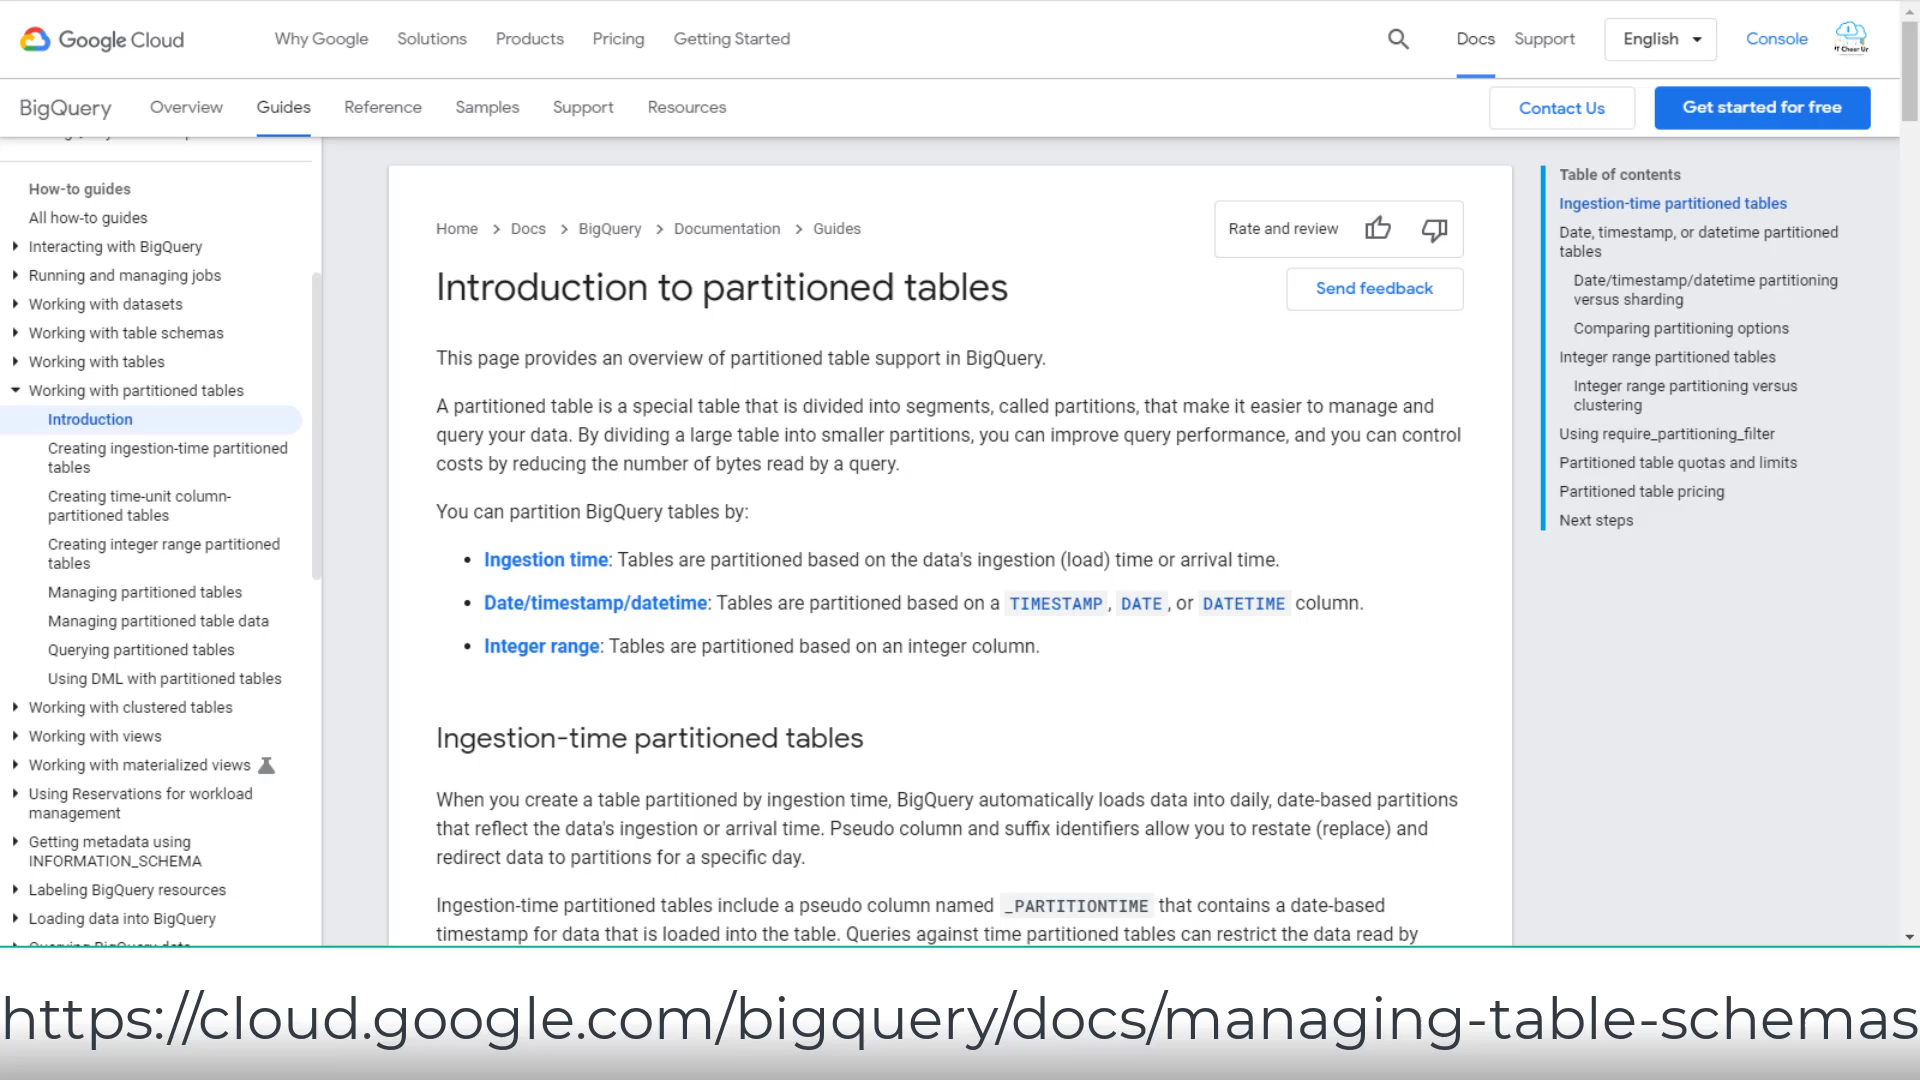 Google Cloud
Why Google
Solutions
Products
Pricing
Getting Started
Docs
Support
English
Console
IT Cheer Up
BigQuery
Overview
Guides
Reference
Samples
Support
Resources
Contact Us
Get started for free
How-to guides
All how-to guides
Interacting with BigQuery
Running and managing jobs
Working with datasets
Working with table schemas
Working with tables
Working with partitioned tables
Introduction
Creating ingestion-time partitioned
tables
Creating time-unit column-
partitioned tables
Creating integer range partitioned
tables
Managing partitioned tables
Managing partitioned table data
Querying partitioned tables
Using DML with partitioned tables
Working with clustered tables
Working with views
Working with materialized views
Using Reservations for workload
management
Getting metadata using
INFORMATION_SCHEMA
Labeling BigQuery resources
Loading data into BigQuery
Querying BigQuery data
Home > Docs > BigQuery > Documentation > Guides
Rate and review
Introduction to partitioned tables
Send feedback
This page provides an overview of partitioned table support in BigQuery.
A partitioned table is a special table that is divided into segments, called partitions, that make it easier to manage and
query your data. By dividing a large table into smaller partitions, you can improve query performance, and you can control
costs by reducing the number of bytes read by a query.
You can partition BigQuery tables by:
• Ingestion time: Tables are partitioned based on the data's ingestion (load) time or arrival time.
• Date/timestamp/datetime: Tables are partitioned based on a TIMESTAMP, DATE, or DATETIME column.
• Integer range: Tables are partitioned based on an integer column.
Ingestion-time partitioned tables
When you create a table partitioned by ingestion time, BigQuery automatically loads data into daily, date-based partitions
that reflect the data's ingestion or arrival time. Pseudo column and suffix identifiers allow you to restate (replace) and
redirect data to partitions for a specific day.
Ingestion-time partitioned tables include a pseudo column named _PARTITIONTIME that contains a date-based
timestamp for data that is loaded into the table. Queries against time partitioned tables can restrict the data read by
Table of contents
Ingestion-time partitioned tables
Date, timestamp, or datetime partitioned
tables
Date/timestamp/datetime partitioning
versus sharding
Comparing partitioning options
Integer range partitioned tables
Integer range partitioning versus
clustering
Using require_partitioning_filter
Partitioned table quotas and limits
Partitioned table pricing
Next steps
https://cloud.google.com/bigquery/docs/managing-table-schemas